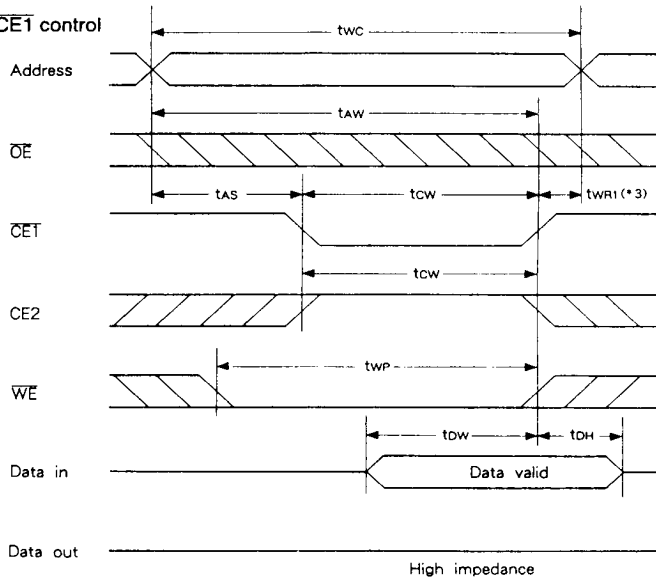 CE1 control
tWC
Address
tAW
OE
tAS
tCW
tWR1(*3)
CE1
tCW
CE2
tWP
WE
tDW
tDH
Data in
Data valid
Data out
High impedance